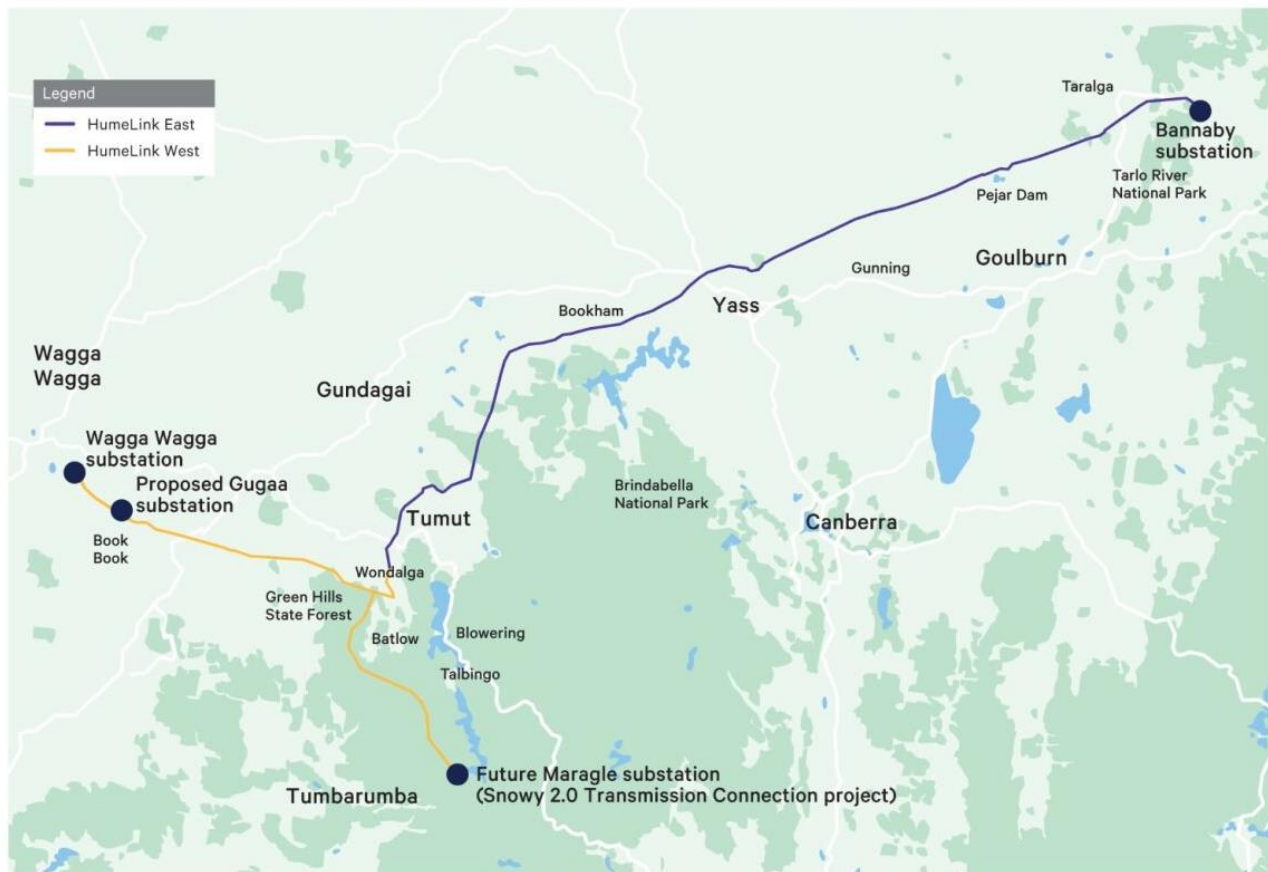 Legend
HumeLink East
HumeLink West
Taralga
Bannaby
substation
Tarlo River
National Park
Pejar Dam
Goulburn
Gunning
Yass
Bookham
Wagga
Wagga
Gundagai
Wagga Wagga
substation
Proposed Gugaa
substation
Book
Book
Brindabella
National Park
Tumut
Canberra
Wondalga
Green Hills
State Forest
Batlow
Blowering
Talbingo
Future Maragle substation
(Snowy 2.0 Transmission Connection project)
Tumbarumba